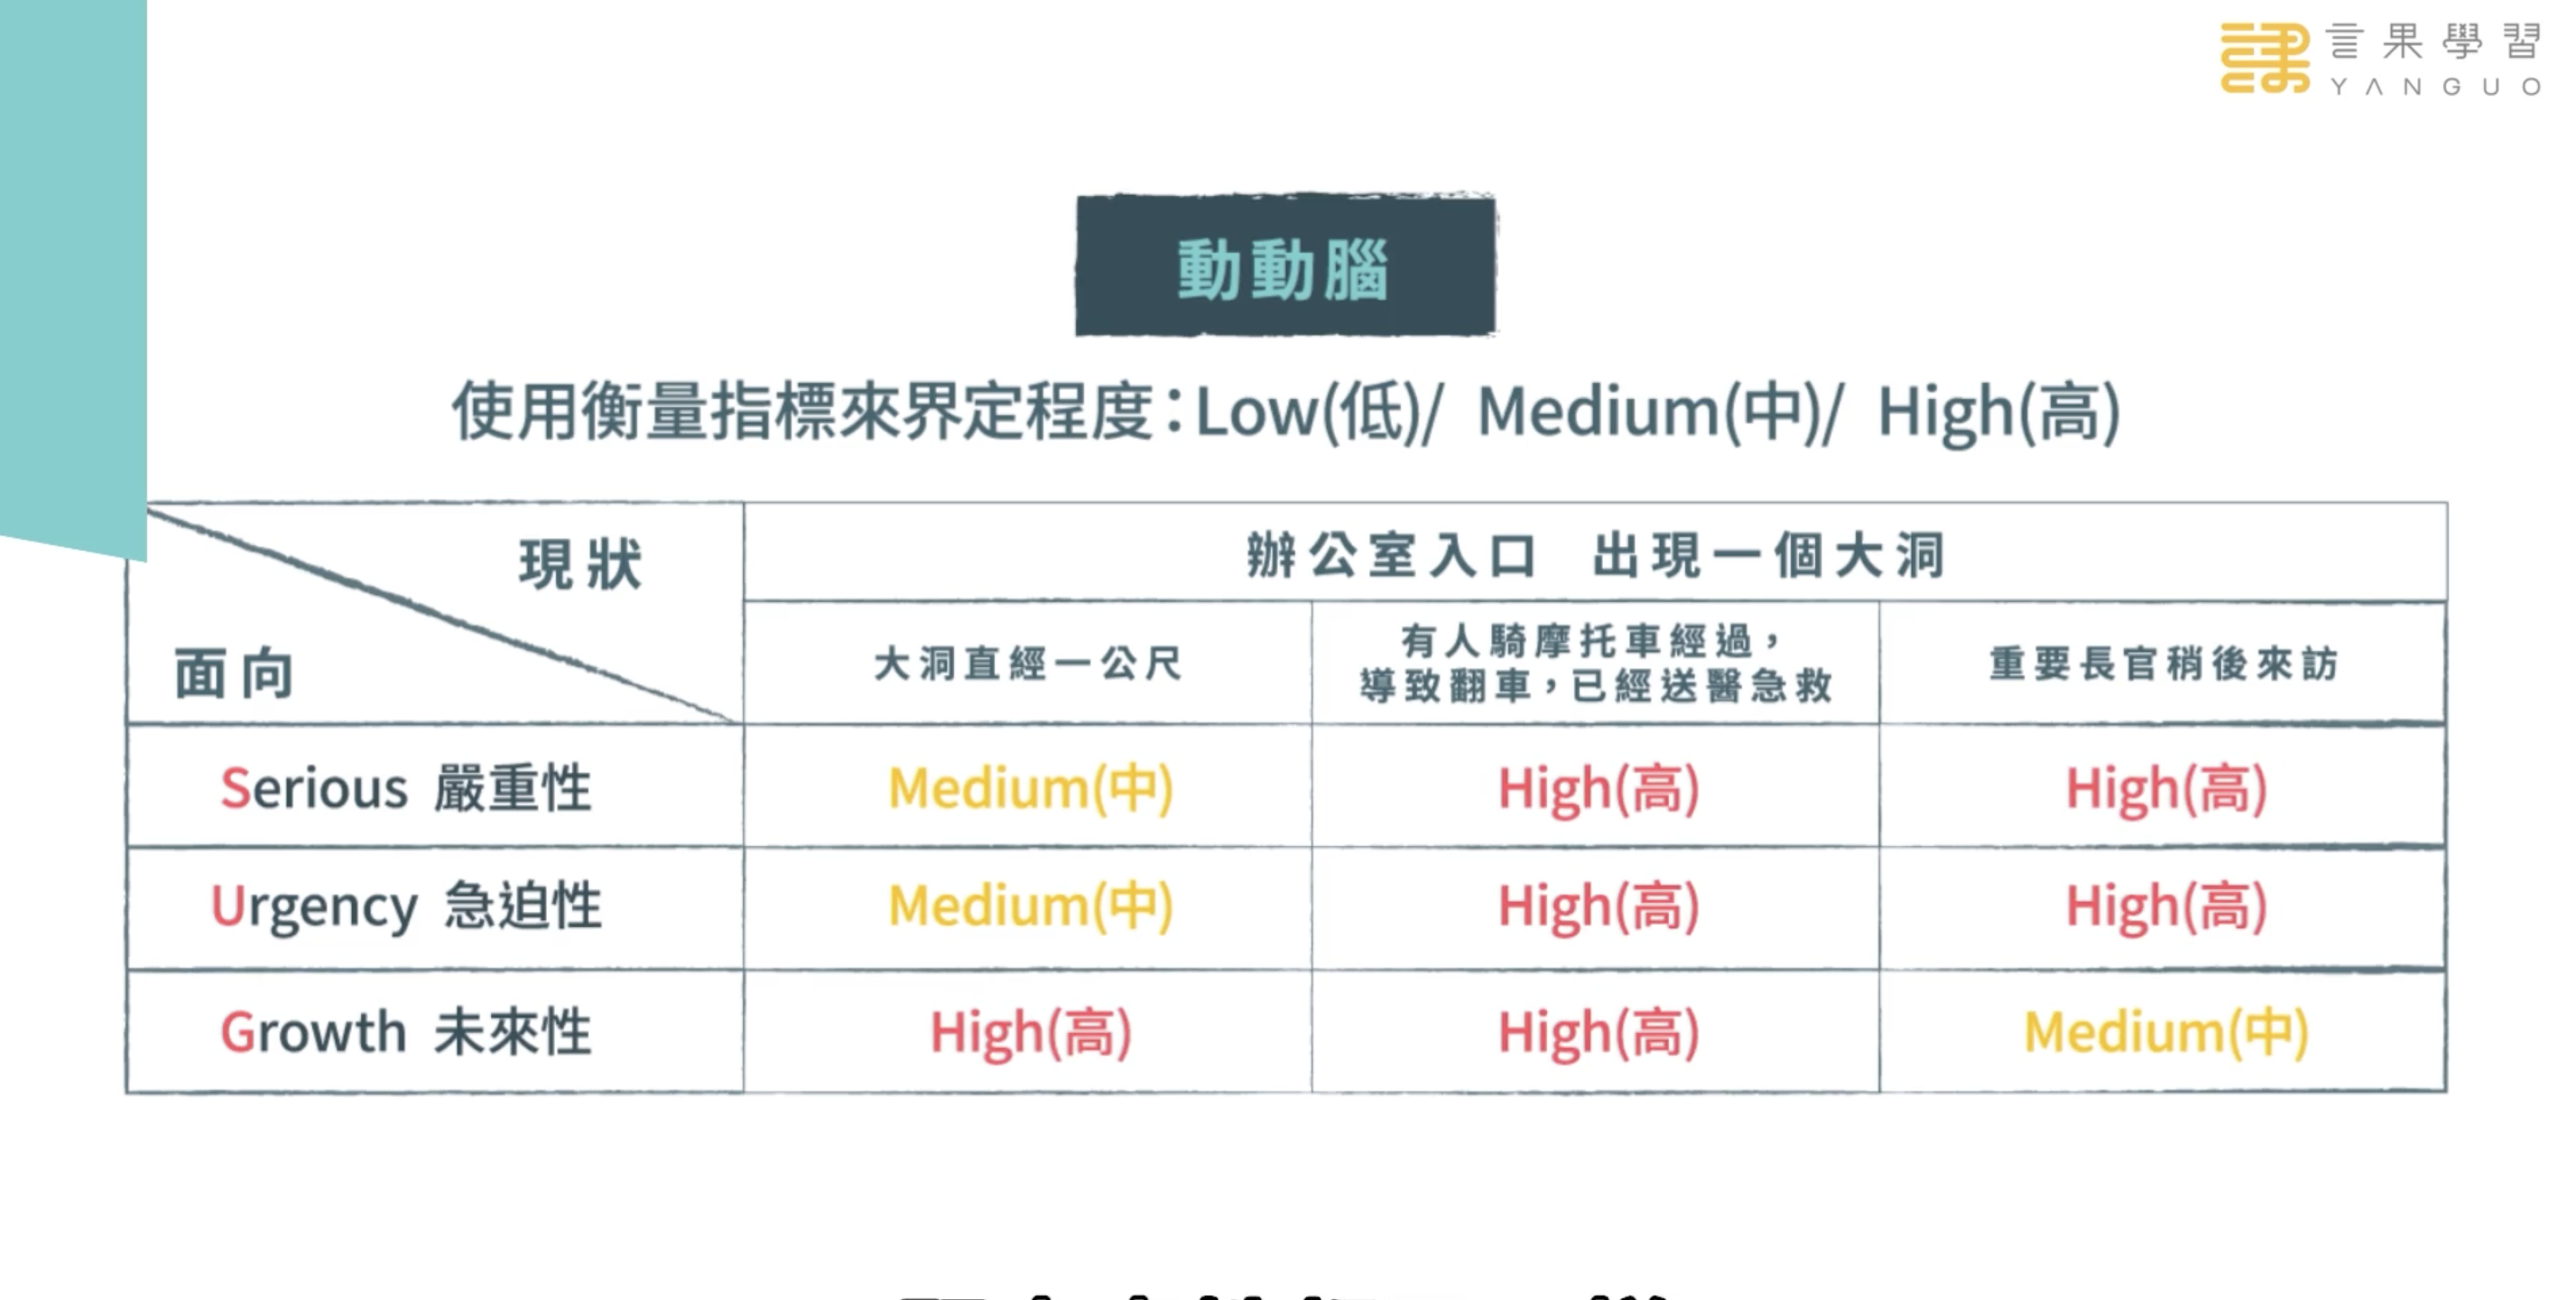 言果學習
YANGUO
動動腦
使用衡量指標來界定程度：Low(低)/ Medium(中)/ High(高)
現狀
面向
辦公室入口 出現一個大洞
大洞直經一公尺
有人騎摩托車經過，
導致翻車，已經送醫急救
重要長官稍後來訪
Serious 嚴重性
Medium(中)
High(高)
High(高)
Urgency 急迫性
Medium(中)
High(高)
High(高)
Growth 未來性
High(高)
High(高)
Medium(中)